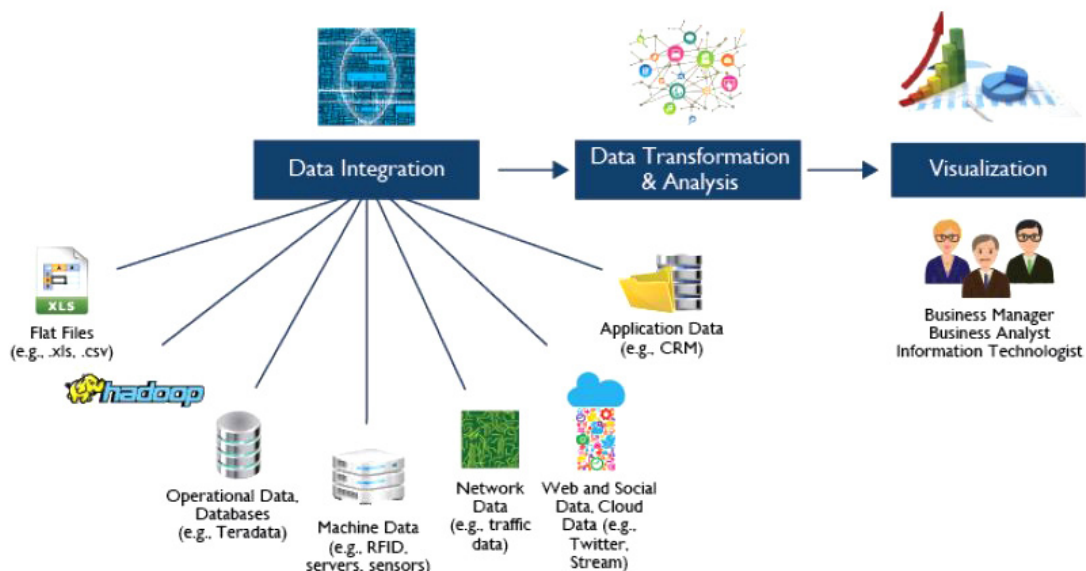 Data Integration
Data Transformation
& Analysis
Visualization
XLS
Flat Files
(e.g., .xls, .csv)
hadoop
Operational Data,
Databases
(e.g., Teradata)
Machine Data
(e.g., RFID,
servers, sensors)
Network
Data
(e.g., traffic
data)
Web and Social
Data, Cloud
Data (e.g.,
Twitter,
Stream)
Application Data
(e.g., CRM)
Business Manager
Business Analyst
Information Technologist